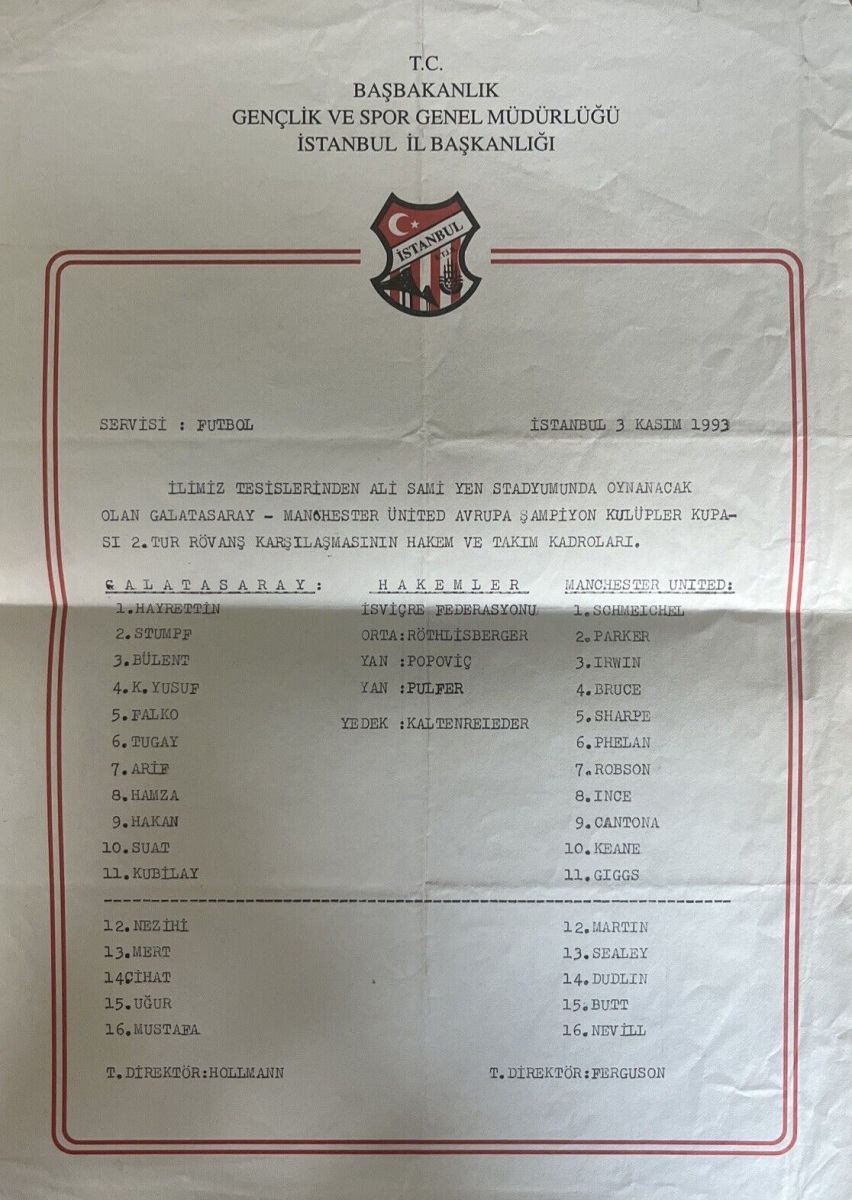 T.C.
BAŞBAKANLIK
GENÇLİK VE SPOR GENEL MÜDÜRLÜĞÜ
İSTANBUL İL BAŞKANLIĞI
İSTANBUL
SERVİSİ : FUTBOL İSTANBUL 3 KASIM 1993
İLİMİZ TESİSLERİNDEN ALİ SAMİ YEN STADYUMUNDA OYNANACAK
OLAN GALATASARAY - MANCHESTER ÜNİTED AVRUPA ŞAMPİYON KULÜPLER KUPA-
SI 2.TUR RÖVANŞ KARŞILAŞMASININ HAKEM VE TAKIM KADROLARI.
GALATASARAY: HAKEMLER MANCHESTER UNITED:
1.HAYRETTİN İSVİÇRE FEDERASYONU 1.SCHMEICHEL
2.STUMPF ORTA:RÖTHLISBERGER 2.PARKER
3.BÜLENT YAN :POPOVİÇ 3.IRWIN
4.K.YUSUF YAN :PULFER 4.BRUCE
5.FALKO YEDEK :KALTENREIEDER 5.SHARPE
6.TUGAY 6.PHELAN
7.ARİF 7.ROBSON
8.HAMZA 8.INCE
9.HAKAN 9.CANTONA
10.SUAT 10.KEANE
11.KUBİLAY 11.GIGGS
12.NEZİHİ 12.MARTIN
13.MERT 13.SEALEY
14ÇİHAT 14.DUDLIN
15.UĞUR 15.BUTT
16.MUSTAFA 16.NEVİLL
T.DİREKTÖR:HOLLMANN T.DİREKTÖR:FERGUSON